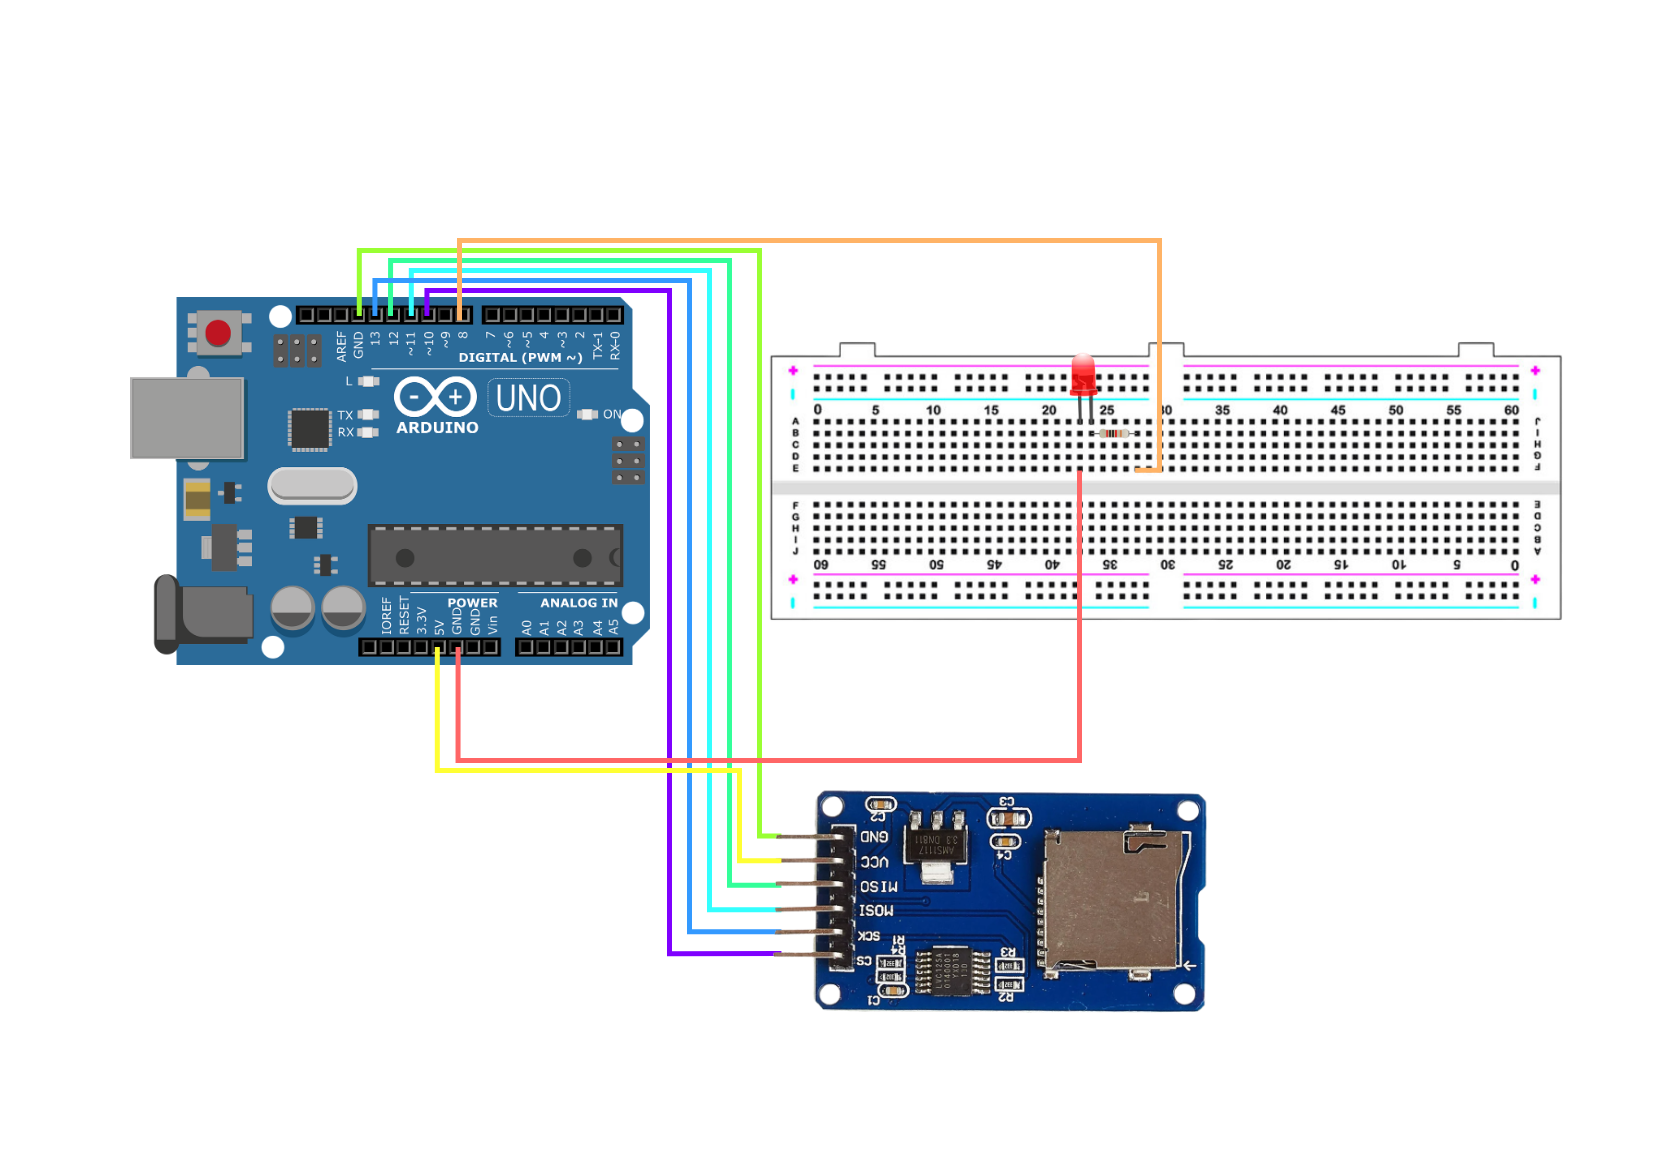 AREF
GND
13
12
~11
~10
~9
8
7
~6
~5
4
~3
2
TX→1
RX←0
DIGITAL (PWM ~)
L
TX
RX
UNO
ON
ARDUINO
POWER
ANALOG IN
IOREF
RESET
3.3V
5V
GND
GND
Vin
A0
A1
A2
A3
A4
A5
+ +
0 5 10 15 20 25 30 35 40 45 50 55 60
A J
B I
C H
D G
E F
F E
G D
H C
I B
J A
60 55 50 45 40 35 30 25 20 15 10 5 0
+ +
C2
C3
C4
AMS1117
3.3 DN811
GND
VCC
MISO
MOSI
SCK
CS
R1
R4
C1
LVC125A
R3
R2